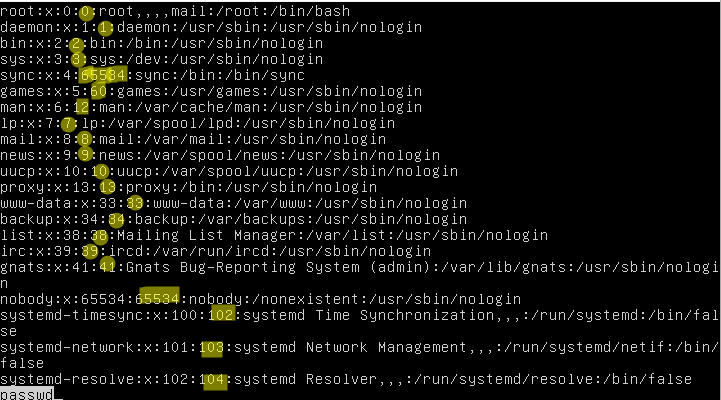 root:x:0:0:root,,,,mail:/root:/bin/bash
daemon:x:1:1:daemon:/usr/sbin:/usr/sbin/nologin
bin:x:2:2:bin:/bin:/usr/sbin/nologin
sys:x:3:3:sys:/dev:/usr/sbin/nologin
sync:x:4:65534:sync:/bin:/bin/sync
games:x:5:60:games:/usr/games:/usr/sbin/nologin
man:x:6:12:man:/var/cache/man:/usr/sbin/nologin
lp:x:7:7:lp:/var/spool/lpd:/usr/sbin/nologin
mail:x:8:8:mail:/var/mail:/usr/sbin/nologin
news:x:9:9:news:/var/spool/news:/usr/sbin/nologin
uucp:x:10:10:uucp:/var/spool/uucp:/usr/sbin/nologin
proxy:x:13:13:proxy:/bin:/usr/sbin/nologin
www-data:x:33:33:www-data:/var/www:/usr/sbin/nologin
backup:x:34:34:backup:/var/backups:/usr/sbin/nologin
list:x:38:38:Mailing List Manager:/var/list:/usr/sbin/nologin
irc:x:39:39:ircd:/var/run/ircd:/usr/sbin/nologin
gnats:x:41:41:Gnats Bug-Reporting System (admin):/var/lib/gnats:/usr/sbin/nologi
n
nobody:x:65534:65534:nobody:/nonexistent:/usr/sbin/nologin
systemd-timesync:x:100:102:systemd Time Synchronization,,,:/run/systemd:/bin/fal
se
systemd-network:x:101:103:systemd Network Management,,,:/run/systemd/netif:/bin/
false
systemd-resolve:x:102:104:systemd Resolver,,,:/run/systemd/resolve:/bin/false
passwd